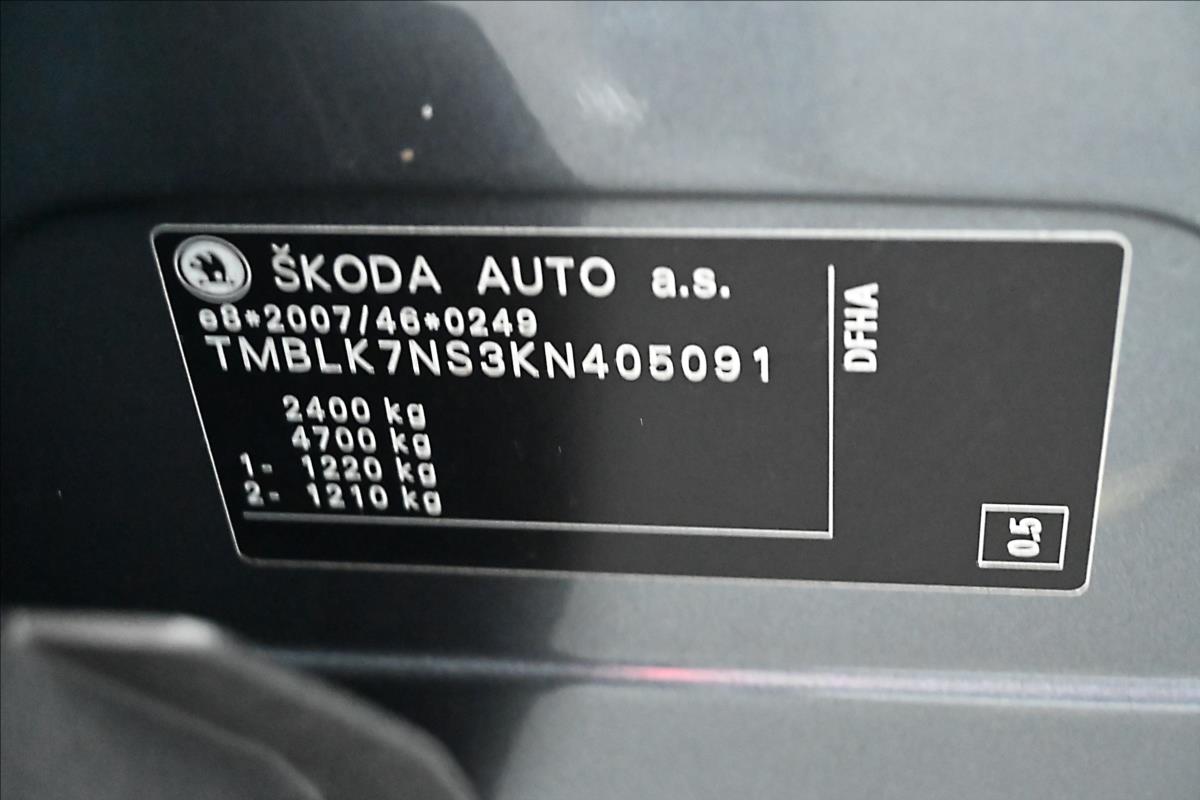 ŠKODA AUTO a.s.
e8*2007/46*0249
TMBLK7NS3KN405091
2400 kg
4700 kg
1- 1220 kg
2- 1210 kg
DFHA
0.5